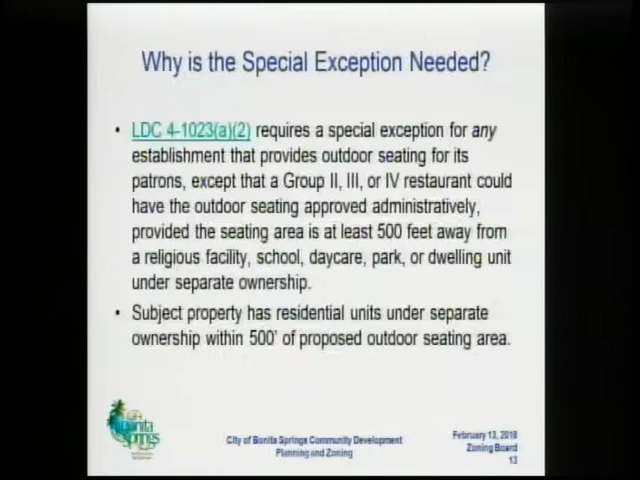 Why is the Special Exception Needed?
• LDC 4-1023(a)(2) requires a special exception for any
establishment that provides outdoor seating for its
patrons, except that a Group II, III, or IV restaurant could
have the outdoor seating approved administratively,
provided the seating area is at least 500 feet away from
a religious facility, school, daycare, park, or dwelling unit
under separate ownership.
• Subject property has residential units under separate
ownership within 500' of proposed outdoor seating area.
Bonita
Springs
City of Bonita Springs Community Development
Planning and Zoning
February 13, 2018
Zoning Board
13